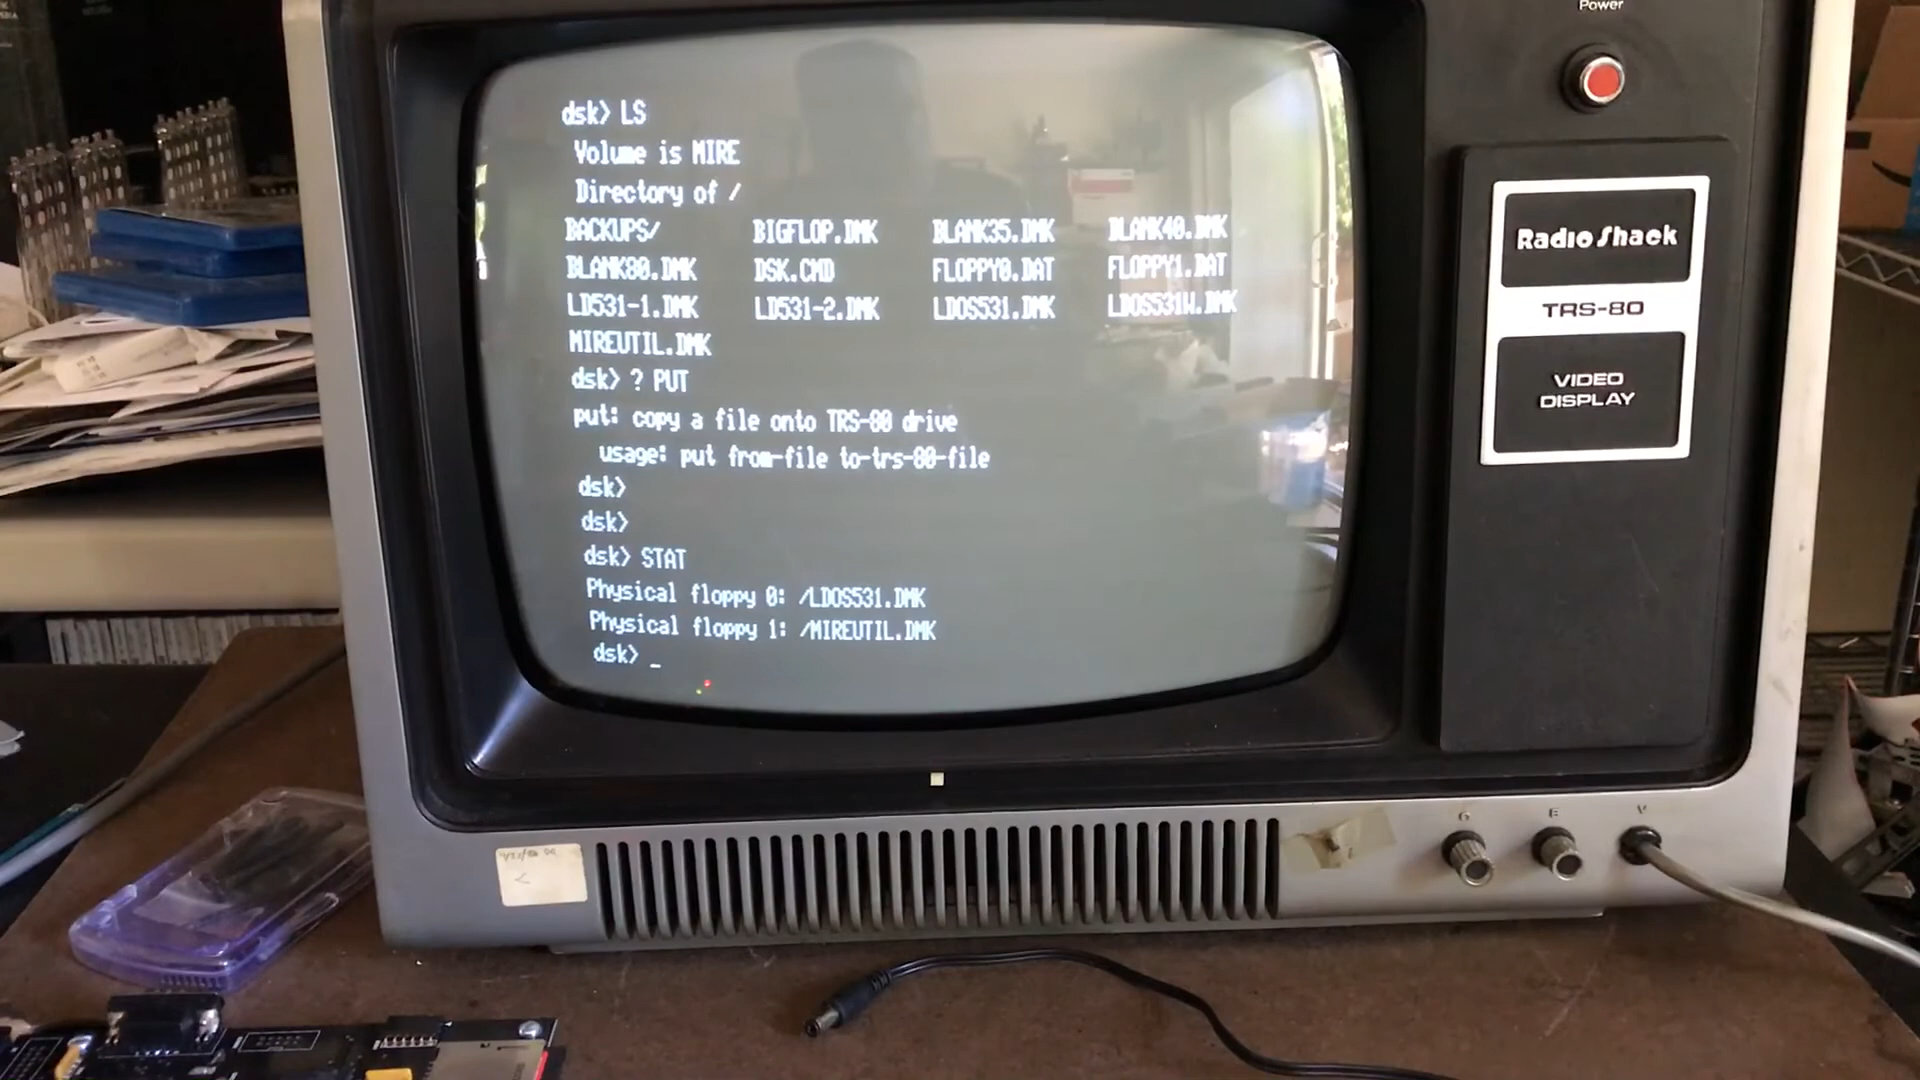 Power
dsk> LS
Volume is MIRE
Directory of /
BACKUPS/ BIGFLOP.DMK BLANK35.DMK BLANK40.DMK
BLANK80.DMK DSK.CMD FLOPPY0.DAT FLOPPY1.DAT
LD531-1.DMK LD531-2.DMK LDOS531.DMK LDOS531W.DMK
MIREUTIL.DMK
dsk> ? PUT
put: copy a file onto TRS-80 drive
usage: put from-file to-trs-80-file
dsk>
dsk>
dsk> STAT
Physical floppy 0: /LDOS531.DMK
Physical floppy 1: /MIREUTIL.DMK
dsk> _
Radio Shack
TRS-80
VIDEO
DISPLAY